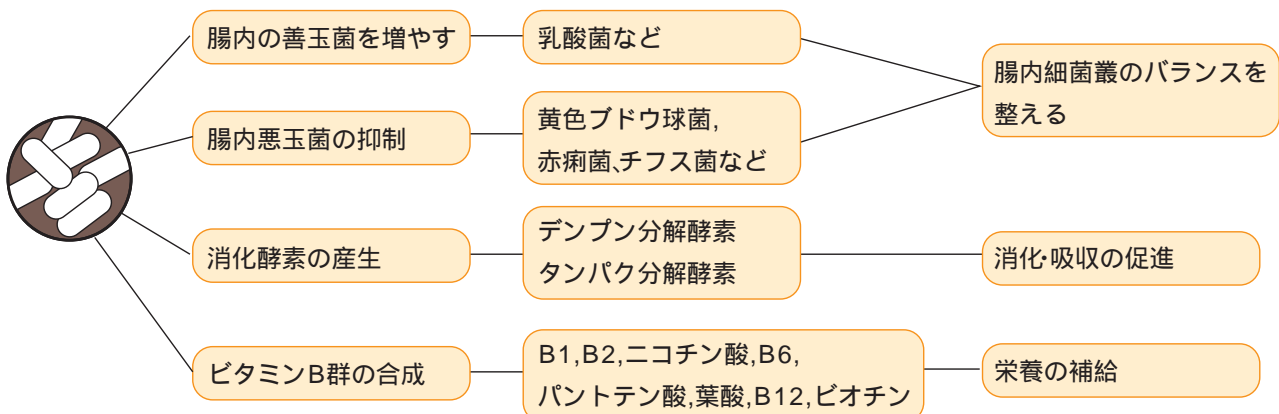 腸内の善玉菌を増やす
乳酸菌など
腸内細菌叢のバランスを
整える
腸内悪玉菌の抑制
黄色ブドウ球菌,
赤痢菌､チフス菌など
消化酵素の産生
デンプン分解酵素
タンパク分解酵素
消化･吸収の促進
ビタミンB群の合成
B1,B2,ニコチン酸,B6,
パントテン酸,葉酸,B12,ビオチン
栄養の補給